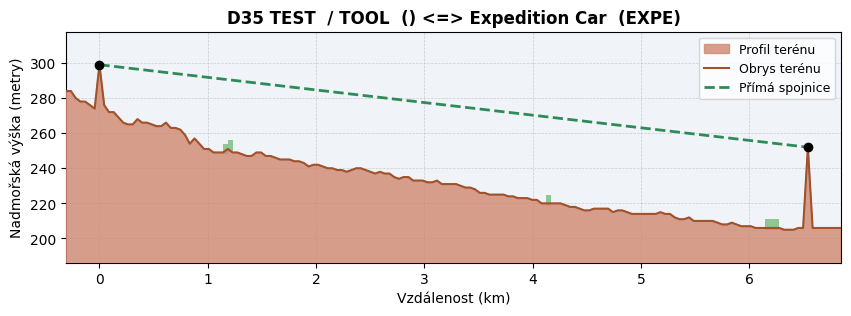 D35 TEST  / TOOL  () <=> Expedition Car  (EXPE)
Profil terénu
Obrys terénu
Přímá spojnice
Nadmořská výška (metry)
300
280
260
240
220
200
0 1 2 3 4 5 6
Vzdálenost (km)